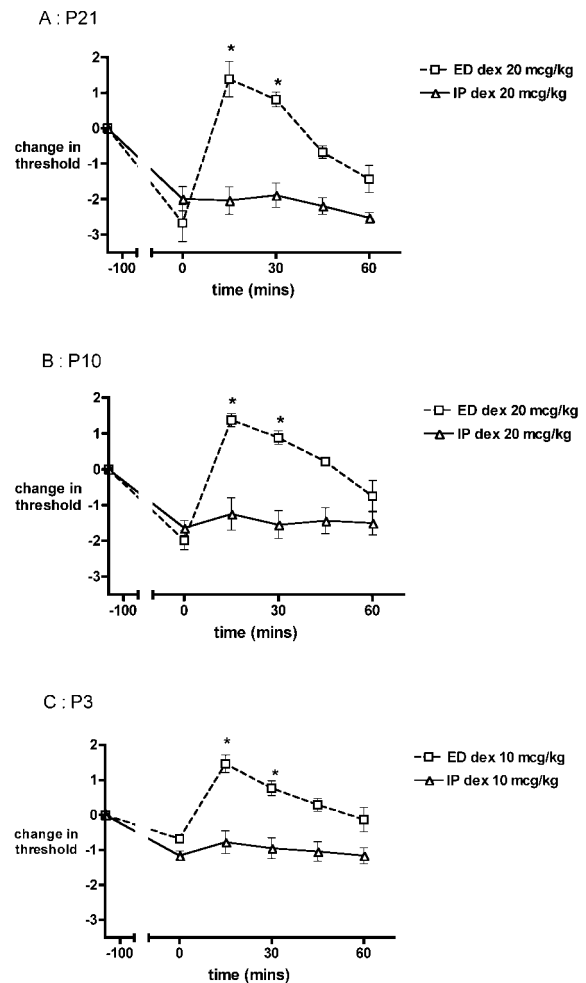 A : P21
2
1
0
-1
-2
-3
change in
threshold
*
*
ED dex 20 mcg/kg
IP dex 20 mcg/kg
-100 0 30 60
time (mins)
B : P10
2
1
0
-1
-2
-3
change in
threshold
*
*
ED dex 20 mcg/kg
IP dex 20 mcg/kg
-100 0 30 60
time (mins)
C : P3
2
1
0
-1
-2
-3
change in
threshold
*
*
ED dex 10 mcg/kg
IP dex 10 mcg/kg
-100 0 30 60
time (mins)